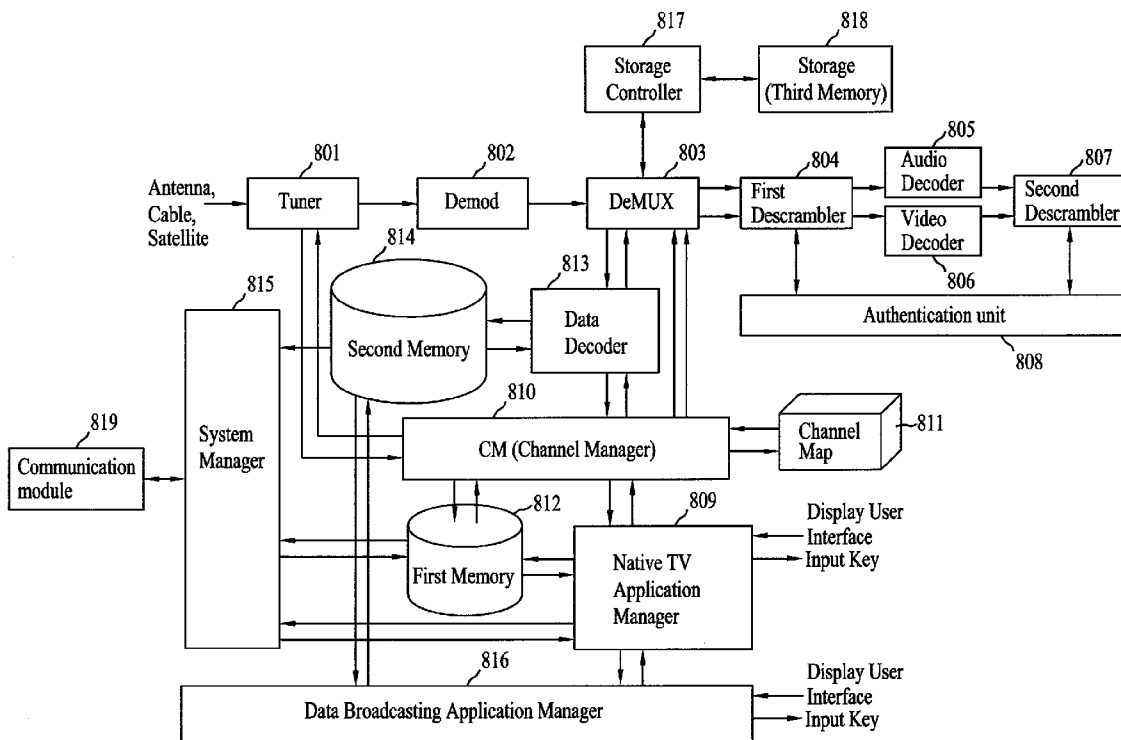 817
818
Storage
Controller
Storage
(Third Memory)
801
802
803
804
805
807
Antenna,
Cable,
Satellite
Tuner
Demod
DeMUX
First
Descrambler
Audio
Decoder
Video
Decoder
806
Second
Descrambler
814
813
815
Second Memory
Data
Decoder
Authentication unit
808
810
819
System
Manager
CM (Channel Manager)
Channel
Map
811
Communication
module
812
809
First Memory
Native TV
Application
Manager
Display User
Interface
Input Key
816
Data Broadcasting Application Manager
Display User
Interface
Input Key